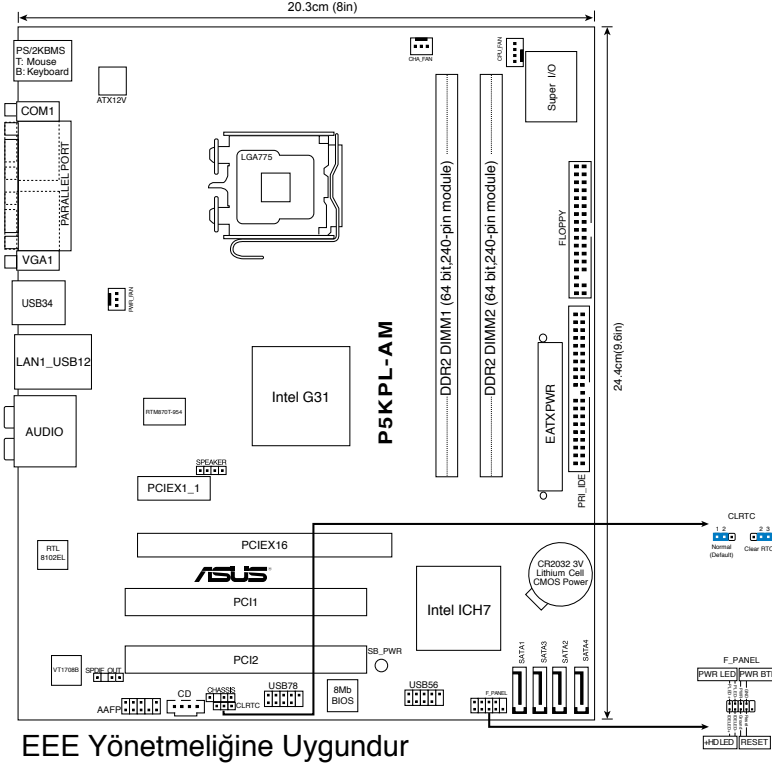 20.3cm (8in)
PS/2KBMS
T: Mouse
B: Keyboard
ATX12V
CHA_FAN
CPU_FAN
Super I/O
COM1
PARALLEL PORT
LGA775
VGA1
DDR2 DIMM1 (64 bit,240-pin module)
DDR2 DIMM2 (64 bit,240-pin module)
FLOPPY
24.4cm(9.6in)
USB34
PWR_FAN
LAN1_USB12
Intel G31
P5KPL-AM
EATXPWR
PRI_IDE
RTM870T-954
AUDIO
SPEAKER
PCIEX1_1
CLRTC
1 2
2 3
Normal
(Default)
Clear RTC
RTL
8102EL
PCIEX16
ASUS
CR2032 3V
Lithium Cell
CMOS Power
PCI1
Intel ICH7
PCI2
SB_PWR
VT1708B
SPDIF_OUT
SATA1
SATA3
SATA2
SATA4
F_PANEL
PWR LED
PWR BTN
AAFP
CD
CHASSIS
CLRTC
USB78
8Mb
BIOS
USB56
F_PANEL
+HDLED
RESET
EEE Yönetmeliğine Uygundur